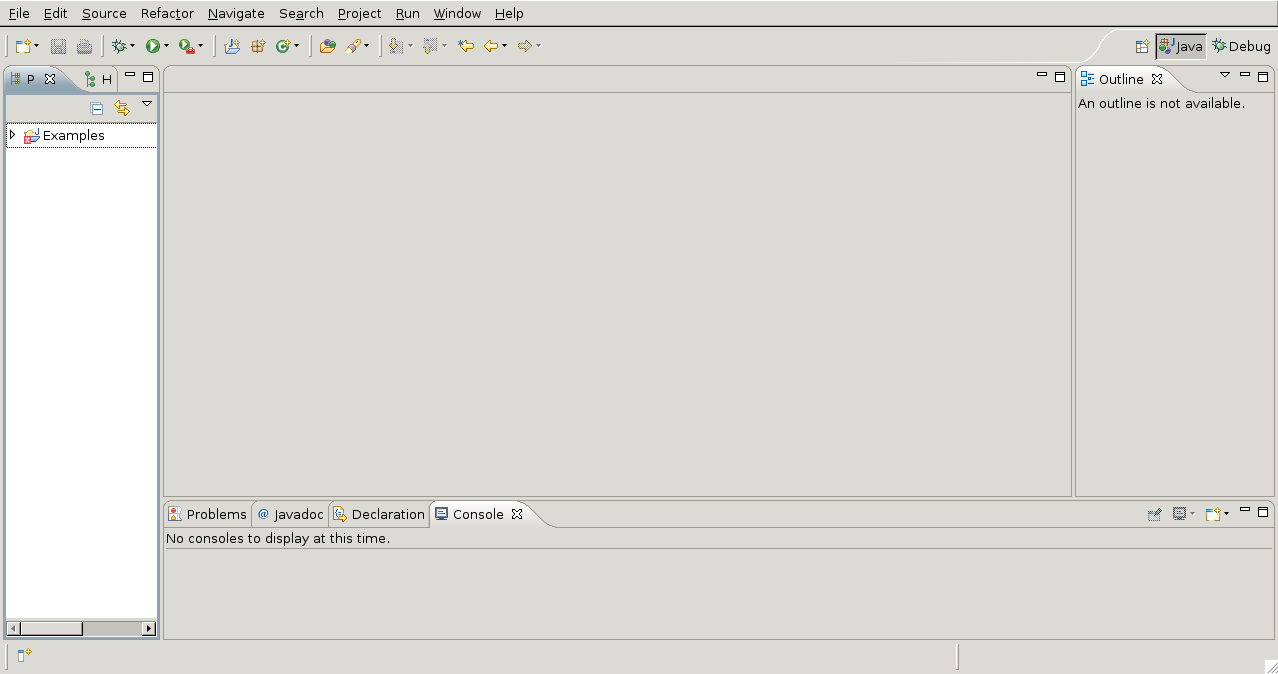 File Edit Source Refactor Navigate Search Project Run Window Help
Java Debug
P H
Outline
An outline is not available.
Examples
Problems @ Javadoc Declaration Console
No consoles to display at this time.